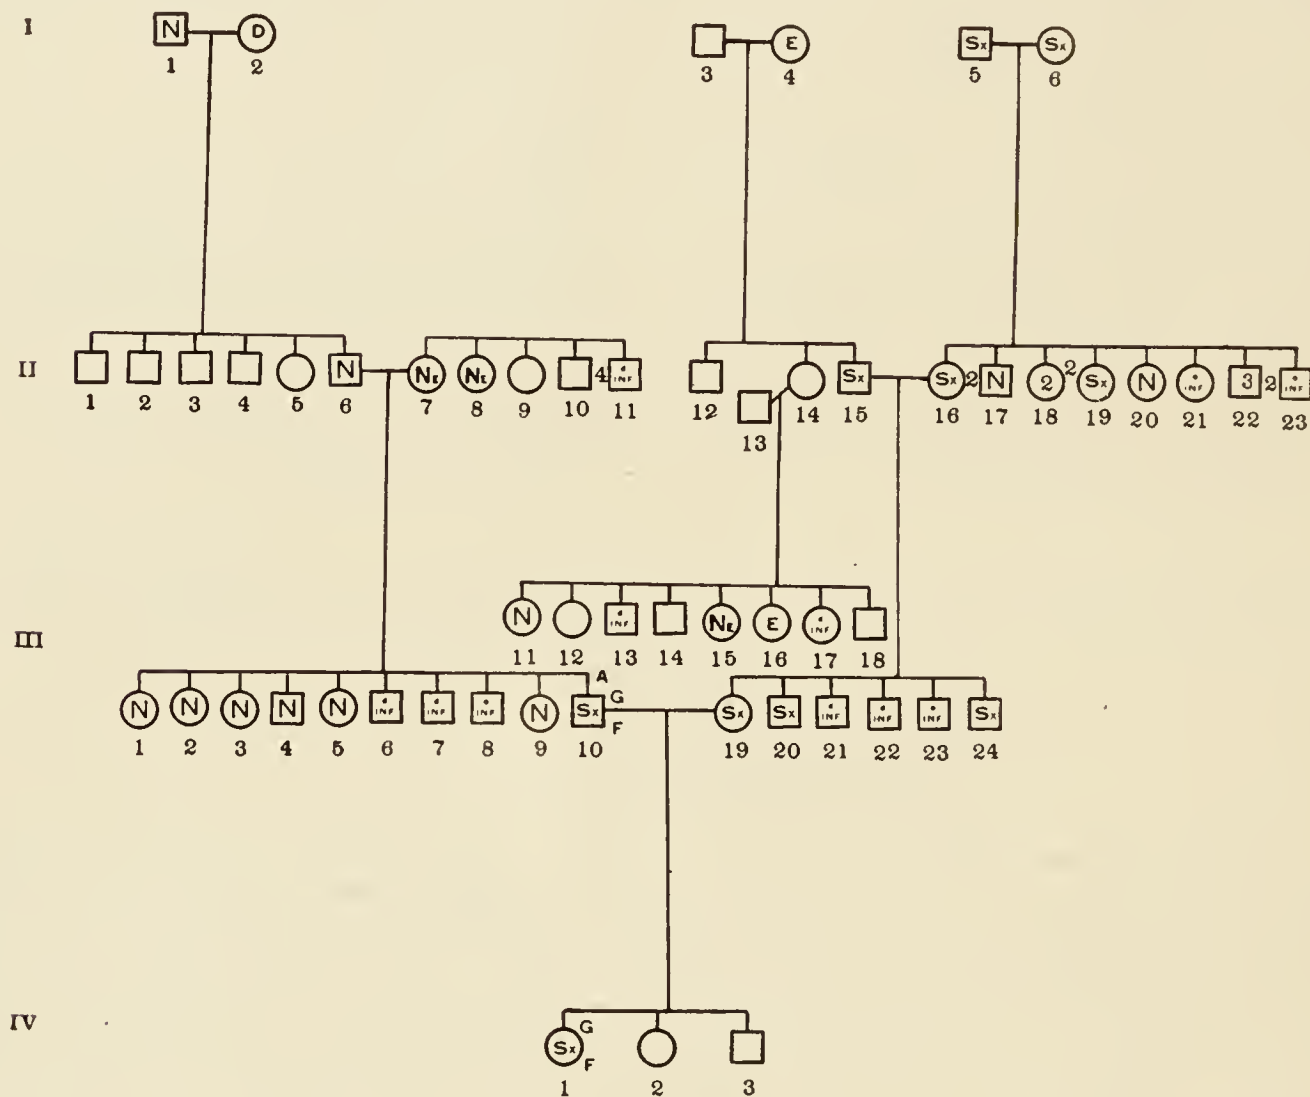 I
N D E Sx Sx
1 2 3 4 5 6
II
N NE NE 4 d INF Sx Sx 2 N 2 2 Sx N d INF 3 2 d INF
1 2 3 4 5 6 7 8 9 10 11 12 13 14 15 16 17 18 19 20 21 22 23
III
N d INF NE E d INF
11 12 13 14 15 16 17 18
A
N N N N N d INF d INF d INF N Sx G F Sx Sx d INF d INF d INF Sx
1 2 3 4 5 6 7 8 9 10 19 20 21 22 23 24
IV
Sx G F
1 2 3